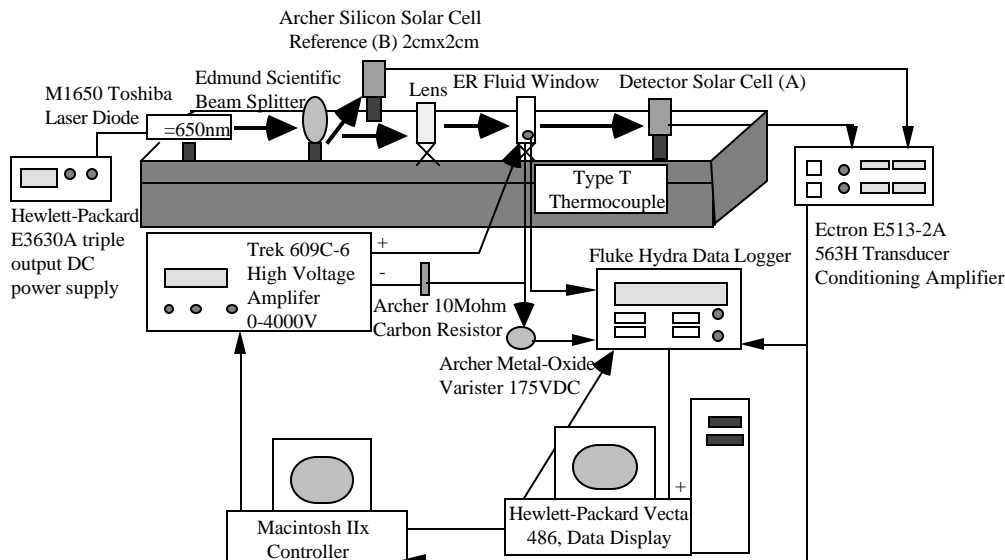 Archer Silicon Solar Cell
Reference (B) 2cmx2cm
Edmund Scientific
Beam Splitter
Lens
ER Fluid Window
Detector Solar Cell (A)
M1650 Toshiba
Laser Diode
=650nm
Type T
Thermocouple
Hewlett-Packard
E3630A triple
output DC
power supply
Trek 609C-6
High Voltage
Amplifer
0-4000V
+
-
Archer 10Mohm
Carbon Resistor
Fluke Hydra Data Logger
Ectron E513-2A
563H Transducer
Conditioning Amplifier
Archer Metal-Oxide
Varister 175VDC
+
Macintosh IIx
Controller
Hewlett-Packard Vecta
486, Data Display